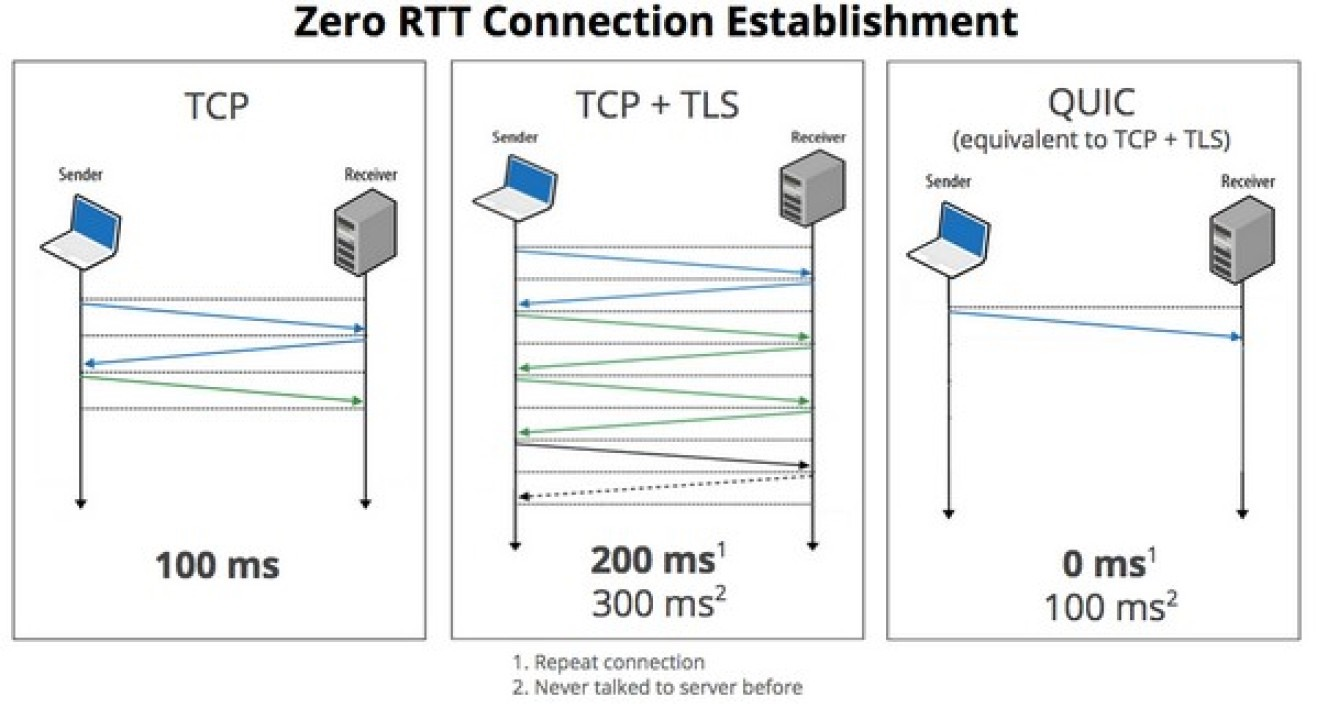 Zero RTT Connection Establishment
TCP
Sender
Receiver
100 ms
TCP + TLS
Sender
Receiver
200 ms¹
300 ms²
QUIC
(equivalent to TCP + TLS)
Sender
Receiver
0 ms¹
100 ms²
1. Repeat connection
2. Never talked to server before